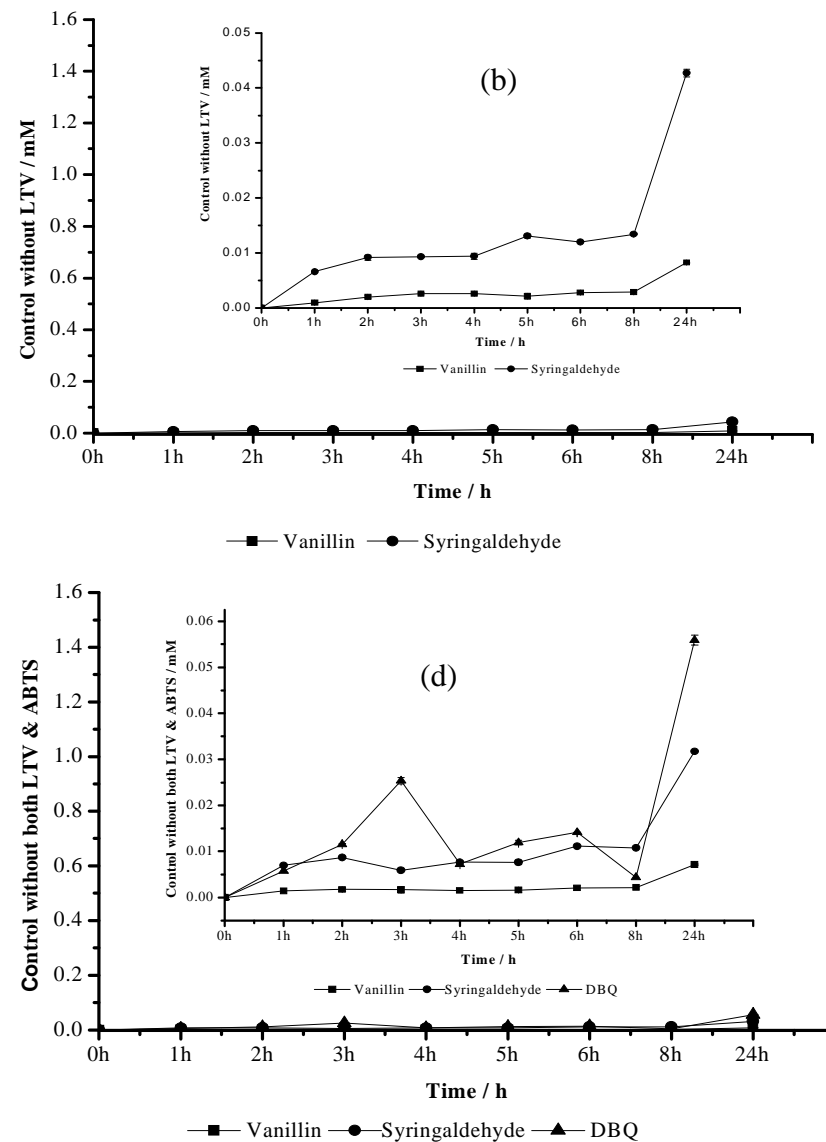 Control without LTV / mM
1.6
1.4
1.2
1.0
0.8
0.6
0.4
0.2
0.0
0h 1h 2h 3h 4h 5h 6h 8h 24h
Time / h
Vanillin Syringaldehyde
(b)
Control without LTV / mM
0.05
0.04
0.03
0.02
0.01
0.00
0h 1h 2h 3h 4h 5h 6h 8h 24h
Time / h
Vanillin Syringaldehyde
Control without both LTV & ABTS
1.6
1.4
1.2
1.0
0.8
0.6
0.4
0.2
0.0
0h 1h 2h 3h 4h 5h 6h 8h 24h
Time / h
Vanillin Syringaldehyde DBQ
(d)
Control without both LTV & ABTS / mM
0.06
0.05
0.04
0.03
0.02
0.01
0.00
0h 1h 2h 3h 4h 5h 6h 8h 24h
Time / h
Vanillin Syringaldehyde DBQ